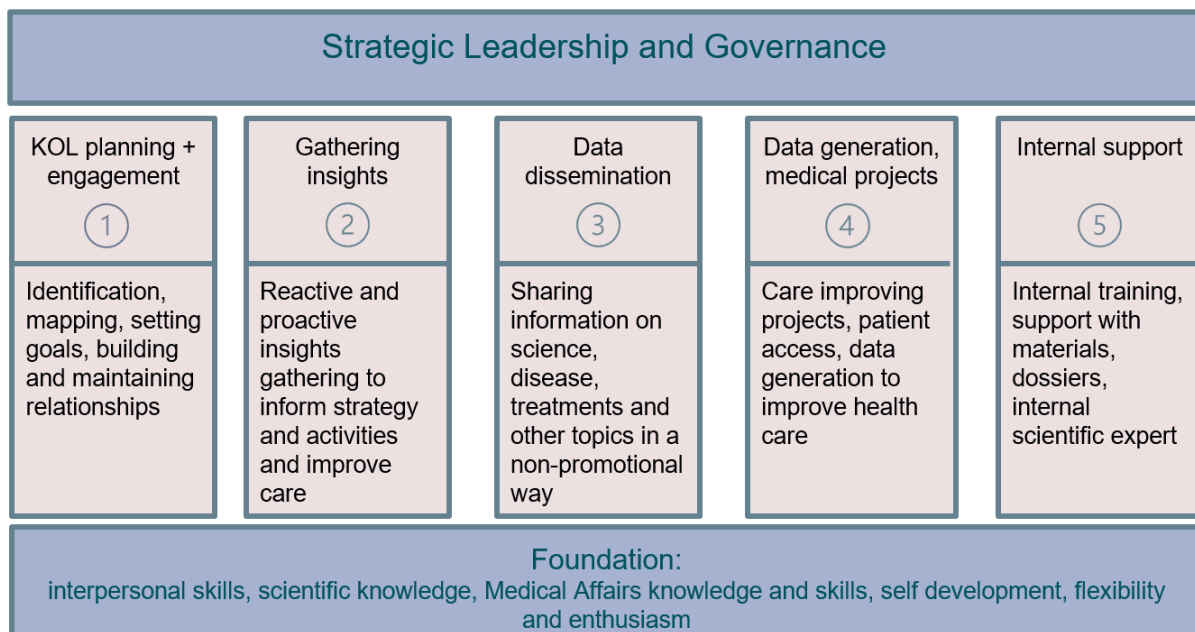 Strategic Leadership and Governance
KOL planning +
engagement
1
Identification,
mapping, setting
goals, building
and maintaining
relationships
Gathering
insights
2
Reactive and
proactive
insights
gathering to
inform strategy
and activities
and improve
care
Data
dissemination
3
Sharing
information on
science,
disease,
treatments and
other topics in a
non-promotional
way
Data generation,
medical projects
4
Care improving
projects, patient
access, data
generation to
improve health
care
Internal support
5
Internal training,
support with
materials,
dossiers,
internal
scientific expert
Foundation:
interpersonal skills, scientific knowledge, Medical Affairs knowledge and skills, self development, flexibility
and enthusiasm